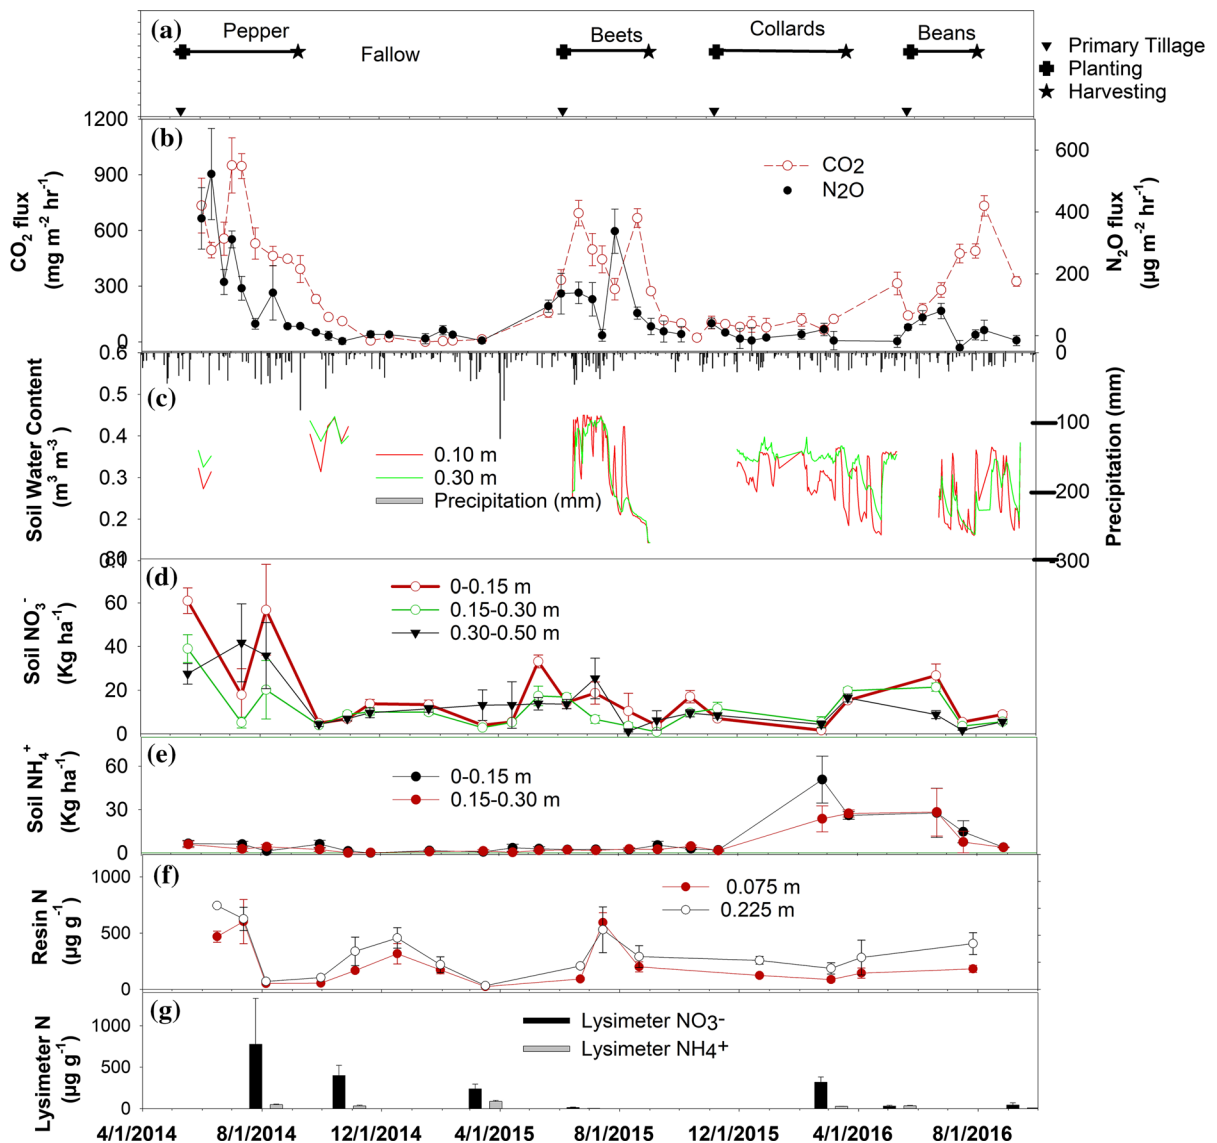 (a)
Pepper
Fallow
Beets
Collards
Beans
Primary Tillage
Planting
Harvesting
(b)
1200
900
600
300
0
CO2 flux
(mg m-2 hr-1)
CO2
N2O
600
400
200
0
N2O flux
(µg m-2 hr-1)
(c)
0.6
0.5
0.4
0.3
0.2
0.1
Soil Water Content
(m3 m-3)
0.10 m
0.30 m
Precipitation (mm)
0
-100
-200
-300
Precipitation (mm)
(d)
80
60
40
20
0
Soil NO3-
(Kg ha-1)
0-0.15 m
0.15-0.30 m
0.30-0.50 m
(e)
60
30
0
Soil NH4+
(Kg ha-1)
0-0.15 m
0.15-0.30 m
(f)
1000
500
0
Resin N
(µg g-1)
0.075 m
0.225 m
(g)
1000
500
0
Lysimeter N
(µg g-1)
Lysimeter NO3-
Lysimeter NH4+
4/1/2014 8/1/2014 12/1/2014 4/1/2015 8/1/2015 12/1/2015 4/1/2016 8/1/2016